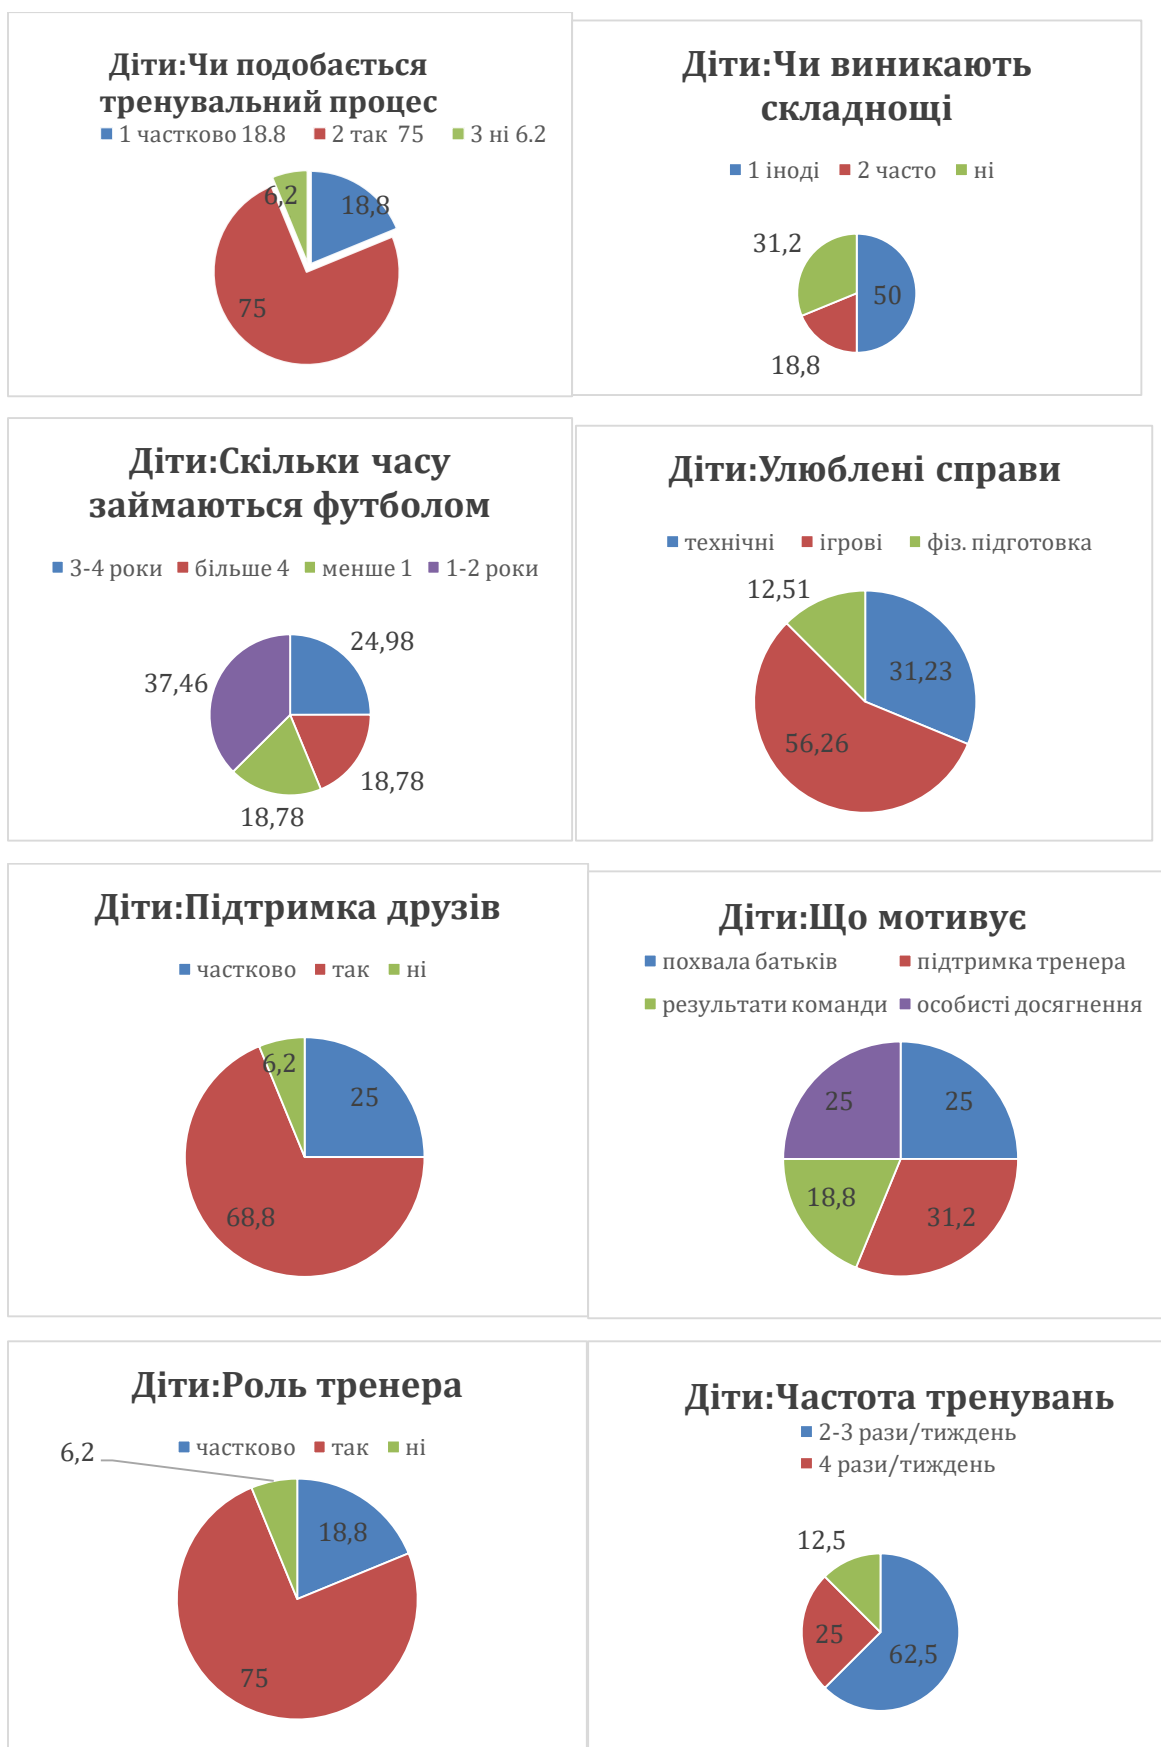 Діти:Чи подобається
тренувальний процес
1 частково 18.8 2 так 75 3 ні 6.2
6,2
18,8
75
Діти:Чи виникають
складнощі
1 іноді 2 часто ні
31,2
50
18,8
Діти:Скільки часу
займаються футболом
3-4 роки більше 4 менше 1 1-2 роки
24,98
37,46
18,78
18,78
Діти:Улюблені справи
технічні ігрові фіз. підготовка
12,51
31,23
56,26
Діти:Підтримка друзів
частково так ні
6,2
25
68,8
Діти:Що мотивує
похвала батьків підтримка тренера
результати команди особисті досягнення
25 25
18,8 31,2
Діти:Роль тренера
частково так ні
6,2
18,8
75
Діти:Частота тренувань
2-3 рази/тиждень
4 рази/тиждень
12,5
25
62,5